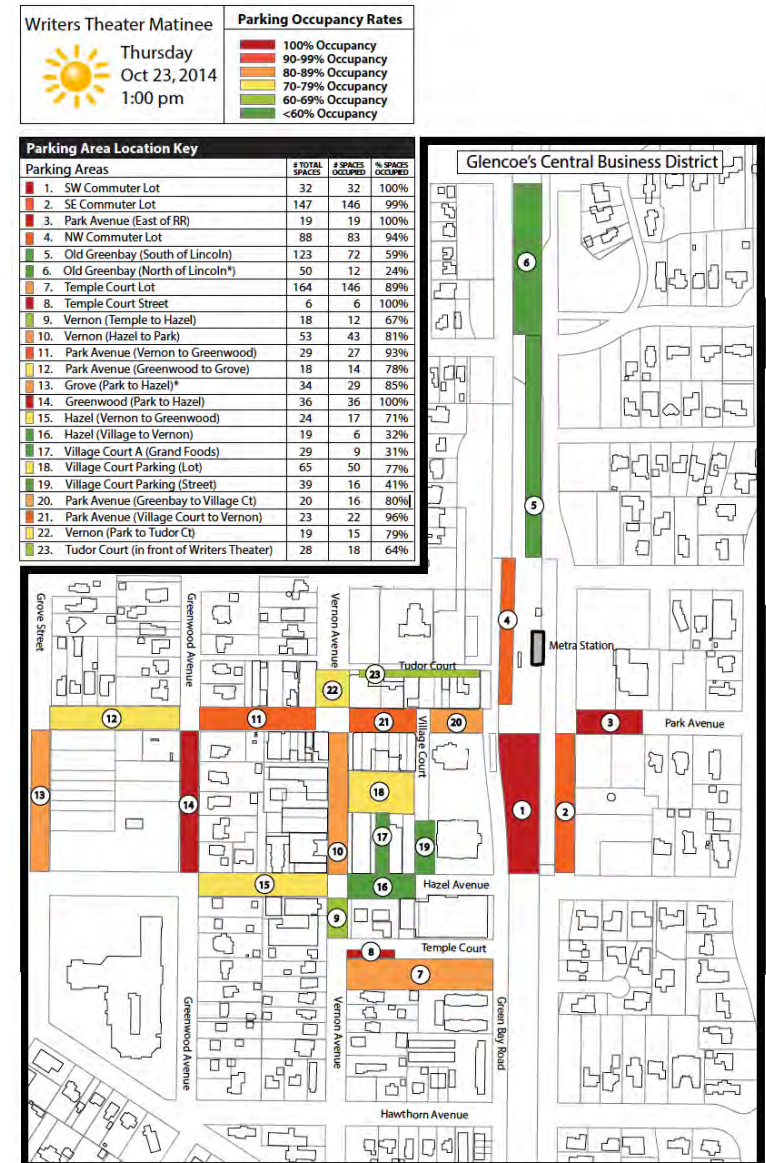 Writers Theater Matinee
Thursday
Oct 23, 2014
1:00 pm
Parking Occupancy Rates
100% Occupancy
90-99% Occupancy
80-89% Occupancy
70-79% Occupancy
60-69% Occupancy
<60% Occupancy
Parking Area Location Key
Parking Areas # TOTAL SPACES # SPACES OCCUPIED % SPACES OCCUPIED
1. SW Commuter Lot 32 32 100%
2. SE Commuter Lot 147 146 99%
3. Park Avenue (East of RR) 19 19 100%
4. NW Commuter Lot 88 83 94%
5. Old Greenbay (South of Lincoln) 123 72 59%
6. Old Greenbay (North of Lincoln*) 50 12 24%
7. Temple Court Lot 164 146 89%
8. Temple Court Street 6 6 100%
9. Vernon (Temple to Hazel) 18 12 67%
10. Vernon (Hazel to Park) 53 43 81%
11. Park Avenue (Vernon to Greenwood) 29 27 93%
12. Park Avenue (Greenwood to Grove) 18 14 78%
13. Grove (Park to Hazel)* 34 29 85%
14. Greenwood (Park to Hazel) 36 36 100%
15. Hazel (Vernon to Greenwood) 24 17 71%
16. Hazel (Village to Vernon) 19 6 32%
17. Village Court A (Grand Foods) 29 9 31%
18. Village Court Parking (Lot) 65 50 77%
19. Village Court Parking (Street) 39 16 41%
20. Park Avenue (Greenbay to Village Ct) 20 16 80%
21. Park Avenue (Village Court to Vernon) 23 22 96%
22. Vernon (Park to Tudor Ct) 19 15 79%
23. Tudor Court (in front of Writers Theater) 28 18 64%
Glencoe's Central Business District
6
5
4
Metra Station
Grove Street
Greenwood Avenue
Vernon Avenue
Tudor Court
23
22
12
11
21
Village Court
20
3
Park Avenue
13
14
18
1
2
17
10
19
15
16
Hazel Avenue
9
8
Temple Court
7
Greenwood Avenue
Vernon Avenue
Green Bay Road
Hawthorn Avenue